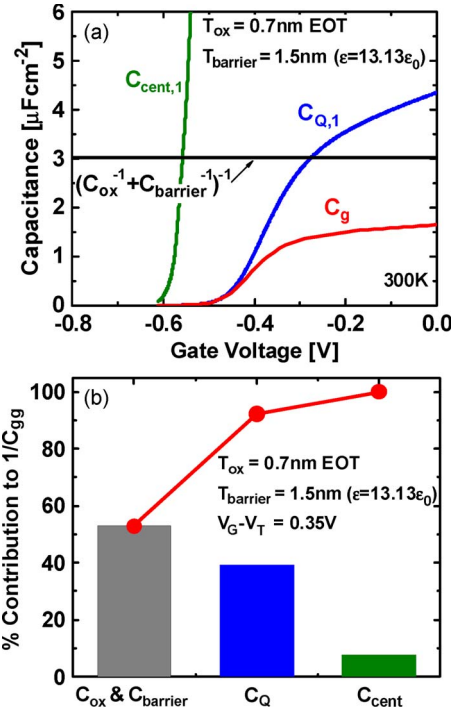 (a)
T_ox = 0.7nm EOT
T_barrier = 1.5nm (ε=13.13ε_0)
C_cent,1
C_Q,1
(C_ox^-1+C_barrier^-1)^-1
C_g
300K
Capacitance [μFcm^-2]
6
5
4
3
2
1
0
-0.8 -0.6 -0.4 -0.2 0.0
Gate Voltage [V]
(b)
T_ox = 0.7nm EOT
T_barrier = 1.5nm (ε=13.13ε_0)
V_G-V_T = 0.35V
% Contribution to 1/C_gg
100
80
60
40
20
0
C_ox & C_barrier C_Q C_cent